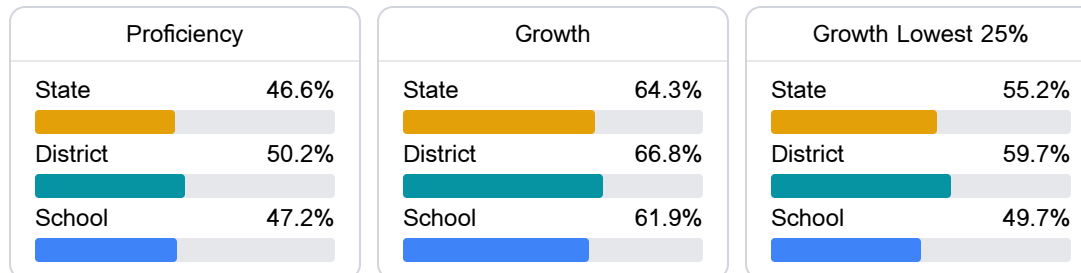 Proficiency
State 46.6%
District 50.2%
School 47.2%
Growth
State 64.3%
District 66.8%
School 61.9%
Growth Lowest 25%
State 55.2%
District 59.7%
School 49.7%